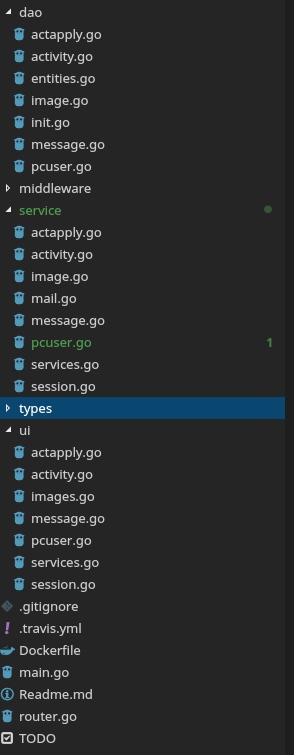 dao
actapply.go
activity.go
entities.go
image.go
init.go
message.go
pcuser.go
middleware
service
actapply.go
activity.go
image.go
mail.go
message.go
pcuser.go 1
services.go
session.go
types
ui
actapply.go
activity.go
images.go
message.go
pcuser.go
services.go
session.go
.gitignore
.travis.yml
Dockerfile
main.go
Readme.md
router.go
TODO